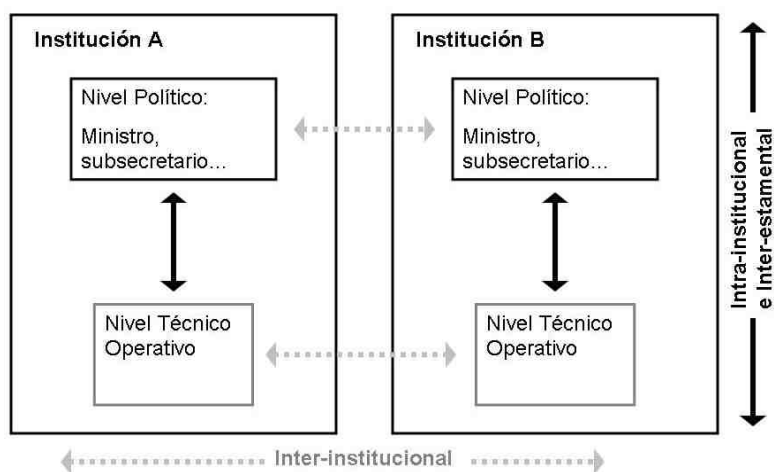 Institución A
Nivel Político:
Ministro,
subsecretario…
Nivel Técnico
Operativo
Institución B
Nivel Político:
Ministro,
subsecretario…
Nivel Técnico
Operativo
Intra-institucional
e Inter-estamental
Inter-institucional